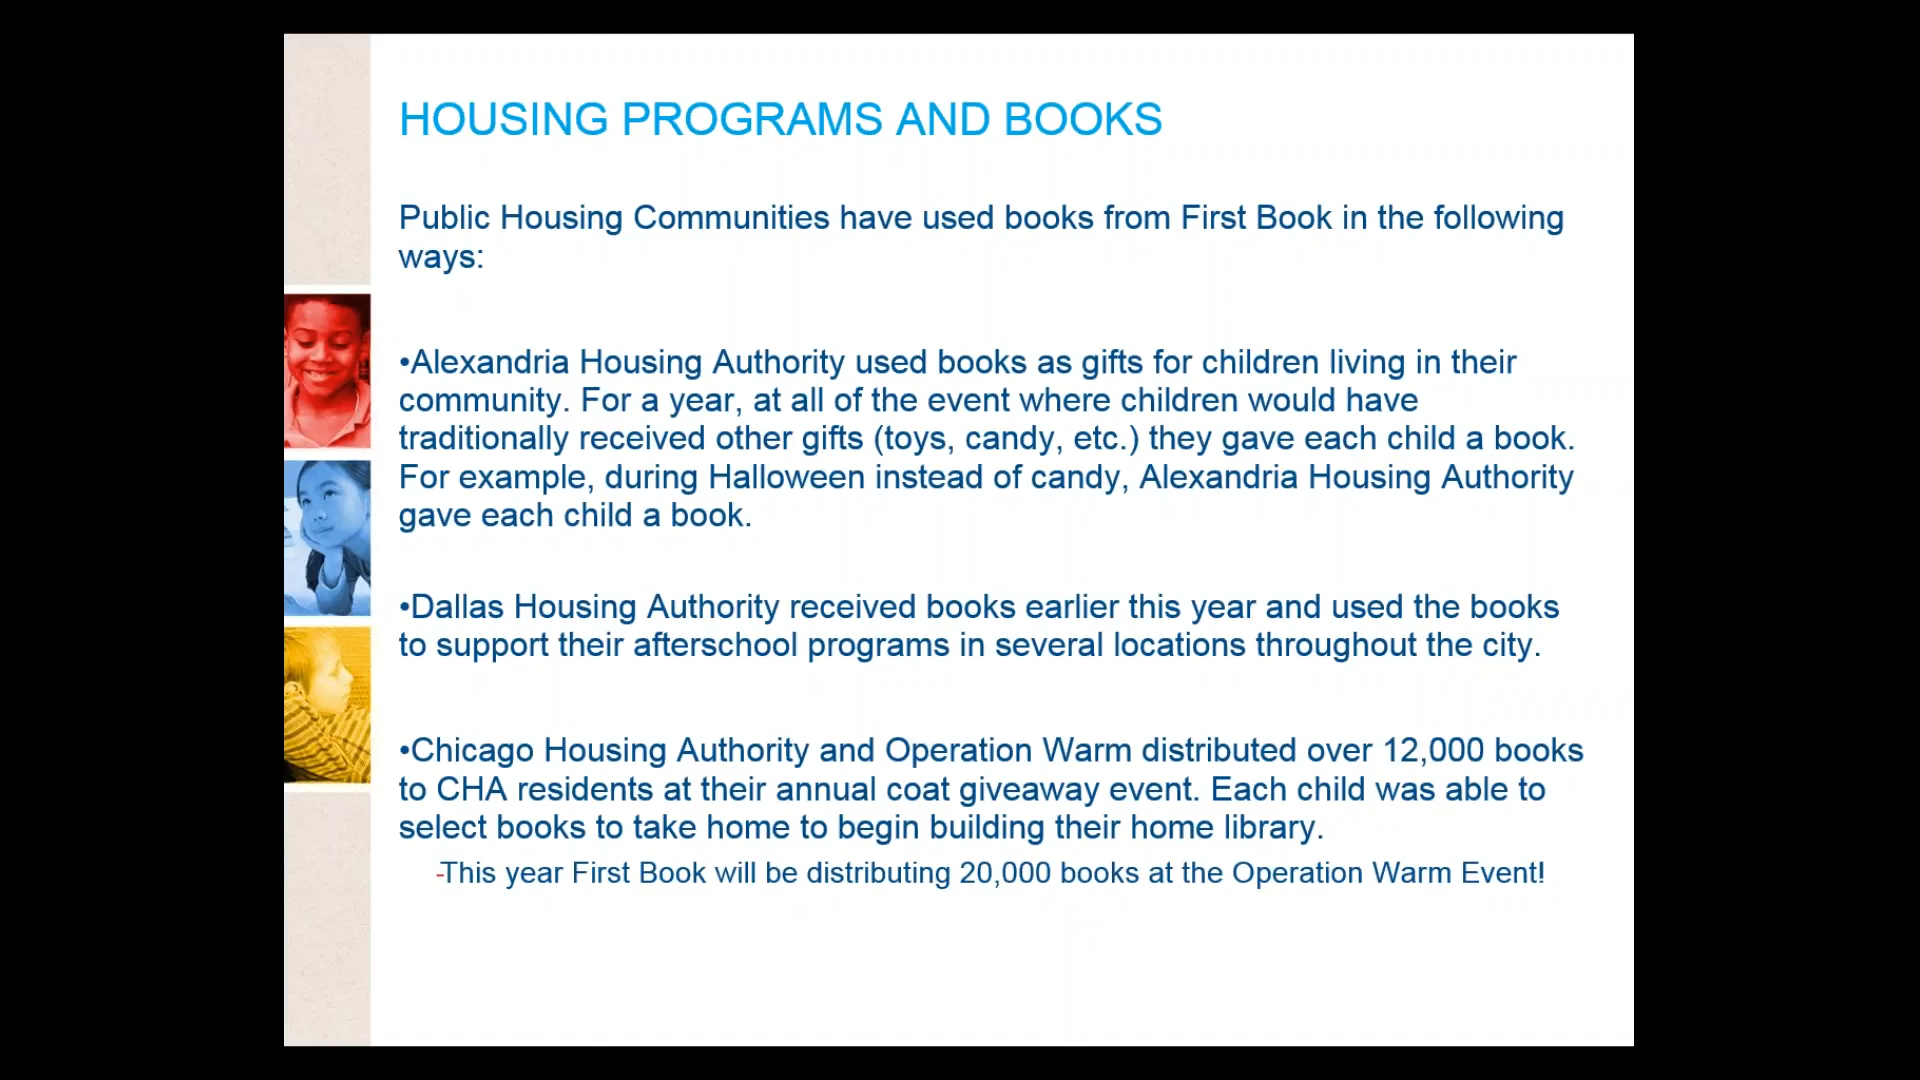 HOUSING PROGRAMS AND BOOKS
Public Housing Communities have used books from First Book in the following
ways:
•Alexandria Housing Authority used books as gifts for children living in their
community. For a year, at all of the event where children would have
traditionally received other gifts (toys, candy, etc.) they gave each child a book.
For example, during Halloween instead of candy, Alexandria Housing Authority
gave each child a book.
•Dallas Housing Authority received books earlier this year and used the books
to support their afterschool programs in several locations throughout the city.
•Chicago Housing Authority and Operation Warm distributed over 12,000 books
to CHA residents at their annual coat giveaway event. Each child was able to
select books to take home to begin building their home library.
-This year First Book will be distributing 20,000 books at the Operation Warm Event!